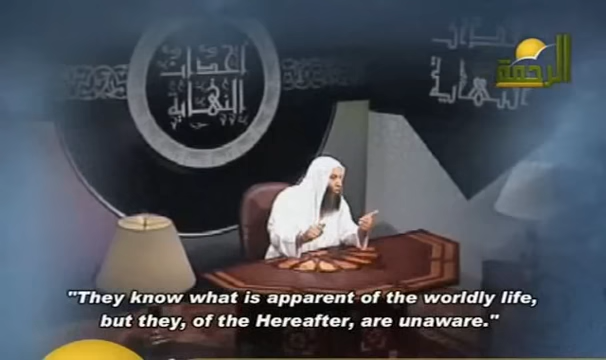 أحداث
النهاية
الرحمة
"They know what is apparent of the worldly life,
but they, of the Hereafter, are unaware."